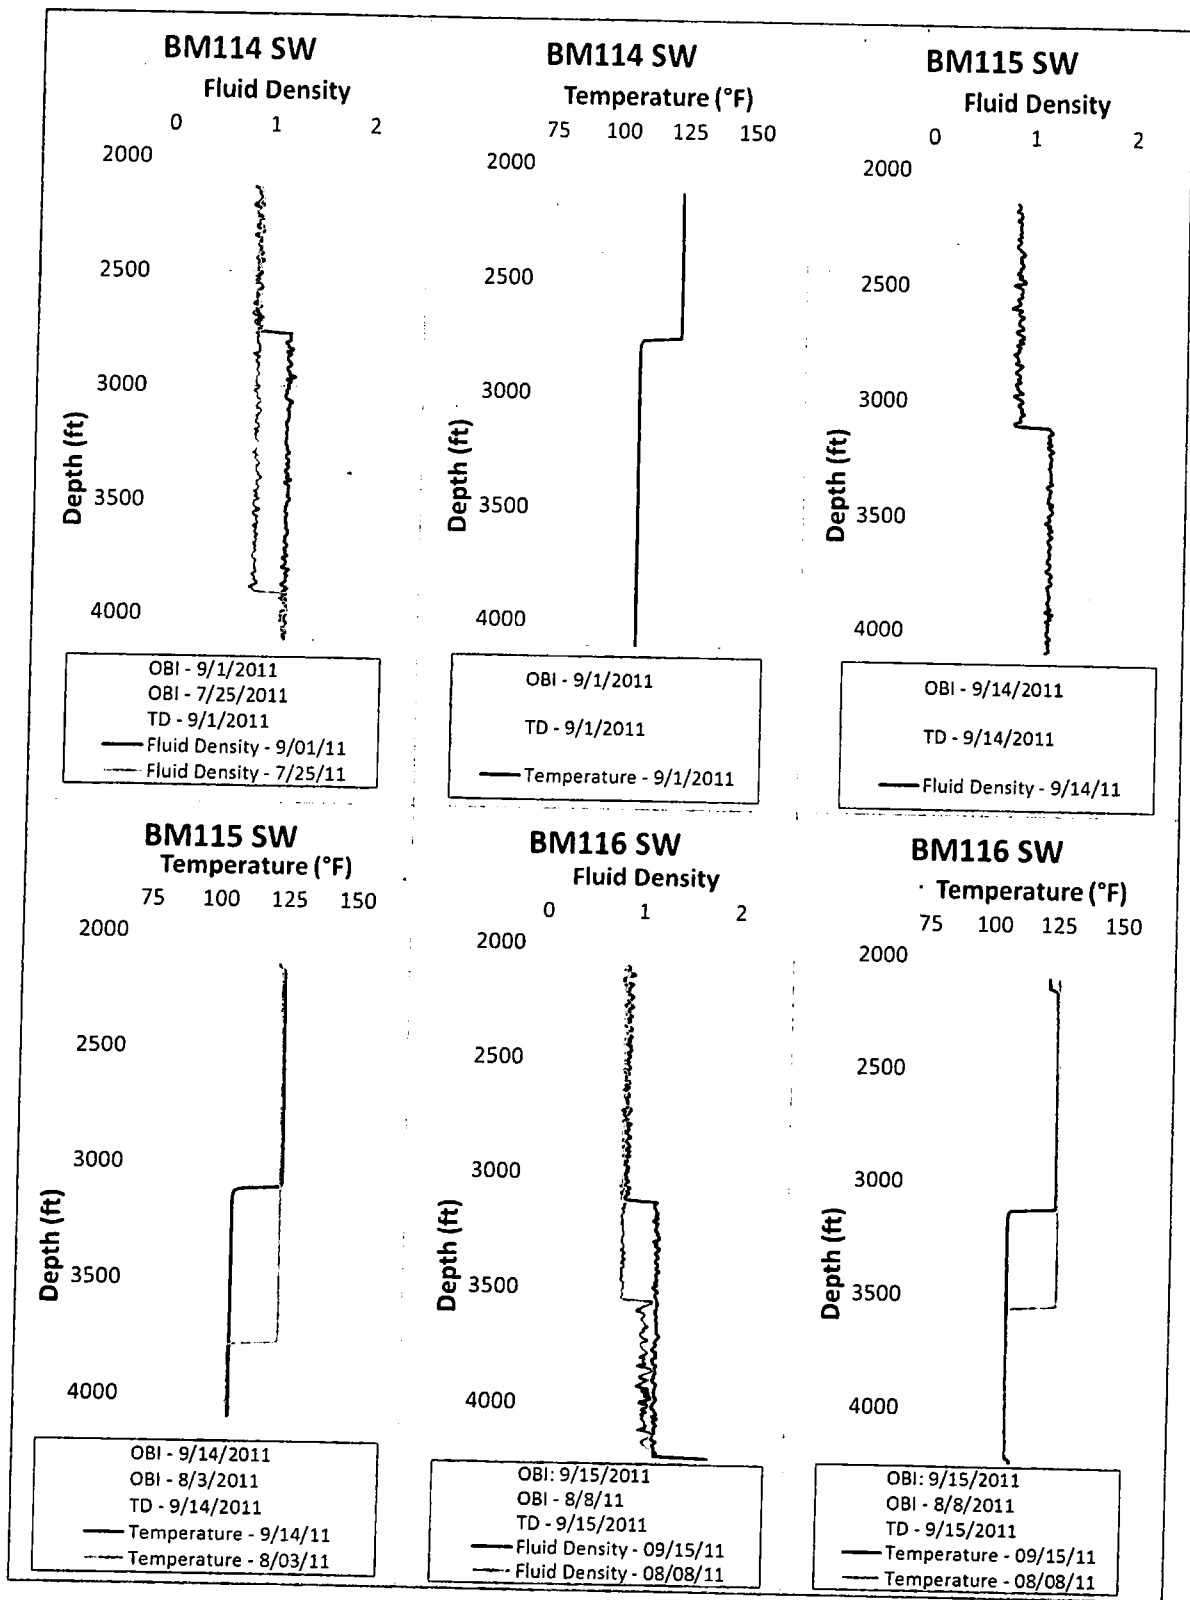 BM114 SW
Fluid Density
0 1 2
2000
2500
3000
3500
4000
Depth (ft)
OBI - 9/1/2011
OBI - 7/25/2011
TD - 9/1/2011
Fluid Density - 9/01/11
Fluid Density - 7/25/11
BM114 SW
Temperature (°F)
75 100 125 150
2000
2500
3000
3500
4000
Depth (ft)
OBI - 9/1/2011
TD - 9/1/2011
Temperature - 9/1/2011
BM115 SW
Fluid Density
0 1 2
2000
2500
3000
3500
4000
Depth (ft)
OBI - 9/14/2011
TD - 9/14/2011
Fluid Density - 9/14/11
BM115 SW
Temperature (°F)
75 100 125 150
2000
2500
3000
3500
4000
Depth (ft)
OBI - 9/14/2011
OBI - 8/3/2011
TD - 9/14/2011
Temperature - 9/14/11
Temperature - 8/03/11
BM116 SW
Fluid Density
0 1 2
2000
2500
3000
3500
4000
Depth (ft)
OBI: 9/15/2011
OBI - 8/8/11
TD - 9/15/2011
Fluid Density - 09/15/11
Fluid Density - 08/08/11
BM116 SW
Temperature (°F)
75 100 125 150
2000
2500
3000
3500
4000
Depth (ft)
OBI: 9/15/2011
OBI - 8/8/2011
TD - 9/15/2011
Temperature - 09/15/11
Temperature - 08/08/11